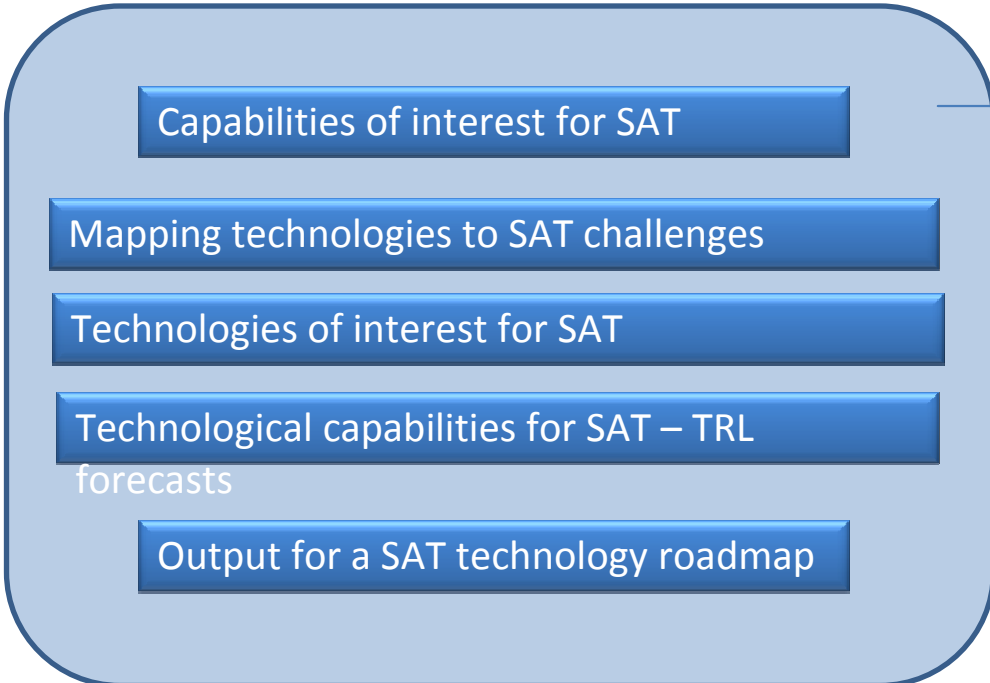 Capabilities of interest for SAT
Mapping technologies to SAT challenges
Technologies of interest for SAT
Technological capabilities for SAT – TRL
forecasts
Output for a SAT technology roadmap